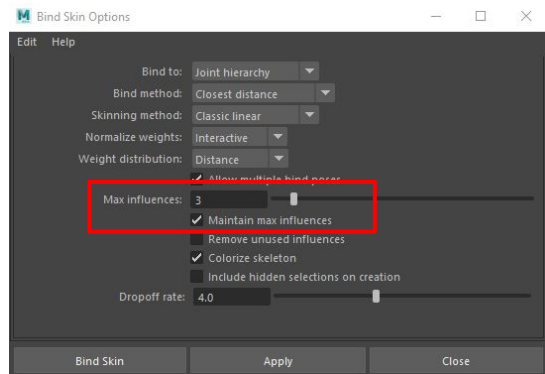 M Bind Skin Options
Edit Help
Bind to: Joint hierarchy
Bind method: Closest distance
Skinning method: Classic linear
Normalize weights: Interactive
Weight distribution: Distance
Allow multiple bind poses
Max influences: 3
Maintain max influences
Remove unused influences
Colorize skeleton
Include hidden selections on creation
Dropoff rate: 4.0
Bind Skin Apply Close